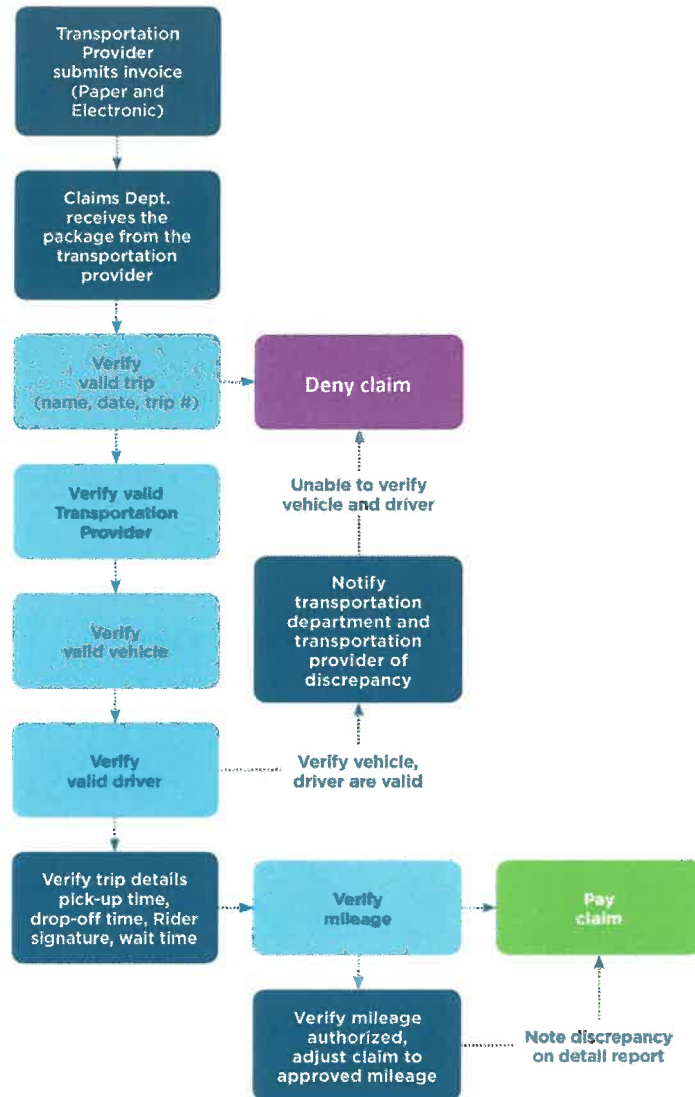 Transportation
Provider
submits invoice
(Paper and
Electronic)
Claims Dept.
receives the
package from the
transportation
provider
Verify
valid trip
(name, date, trip #)
Deny claim
Verify valid
Transportation
Provider
Unable to verify
vehicle and driver
Verify
valid vehicle
Notify
transportation
department and
transportation
provider of
discrepancy
Verify
valid driver
Verify vehicle,
driver are valid
Verify trip details
pick-up time,
drop-off time, Rider
signature, wait time
Verify
mileage
Pay
claim
Verify mileage
authorized,
adjust claim to
approved mileage
Note discrepancy
on detail report